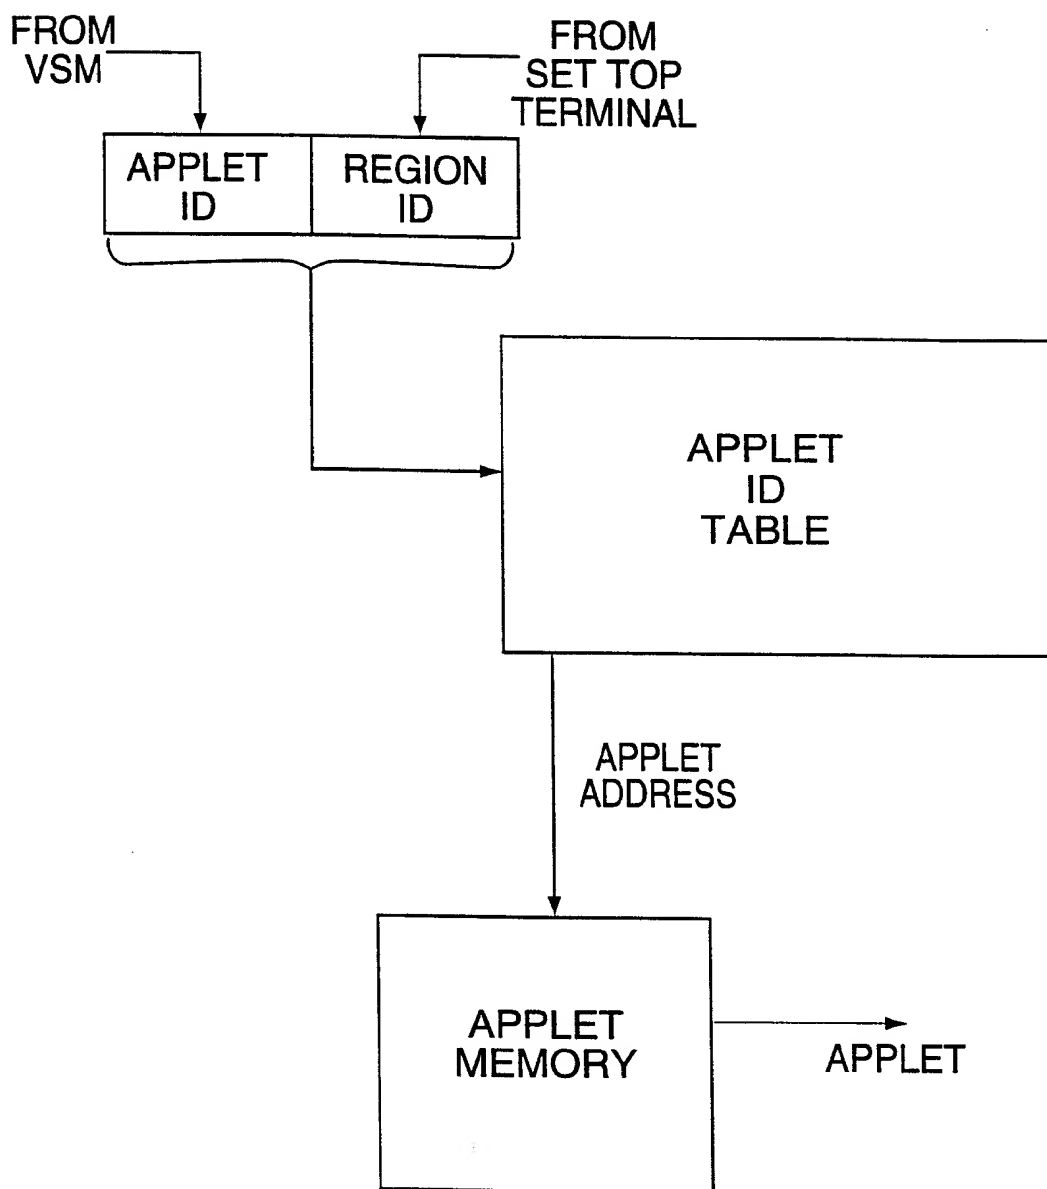 FROM
VSM
FROM
SET TOP
TERMINAL
APPLET
ID
REGION
ID
APPLET
ID
TABLE
APPLET
ADDRESS
APPLET
MEMORY
APPLET